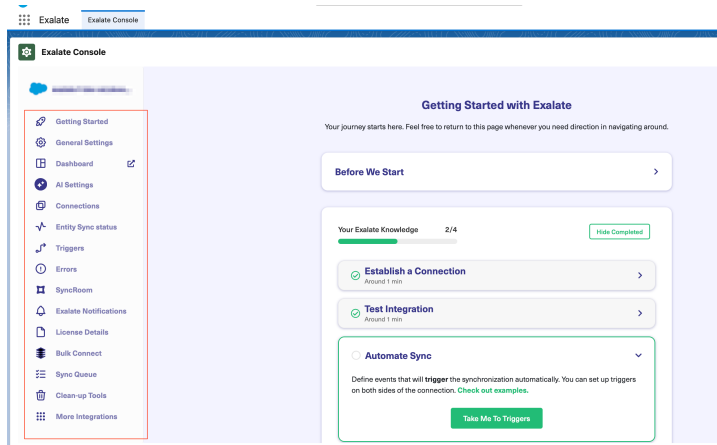 Exalate
Exalate Console
Exalate Console
Getting Started
General Settings
Dashboard
AI Settings
Connections
Entity Sync status
Triggers
Errors
SyncRoom
Exalate Notifications
License Details
Bulk Connect
Sync Queue
Clean-up Tools
More Integrations
Getting Started with Exalate
Your journey starts here. Feel free to return to this page whenever you need direction in navigating around.
Before We Start
Your Exalate Knowledge 2/4
Hide Completed
Establish a Connection
Around 1 min
Test Integration
Around 1 min
Automate Sync
Define events that will trigger the synchronization automatically. You can set up triggers
on both sides of the connection. Check out examples.
Take Me To Triggers